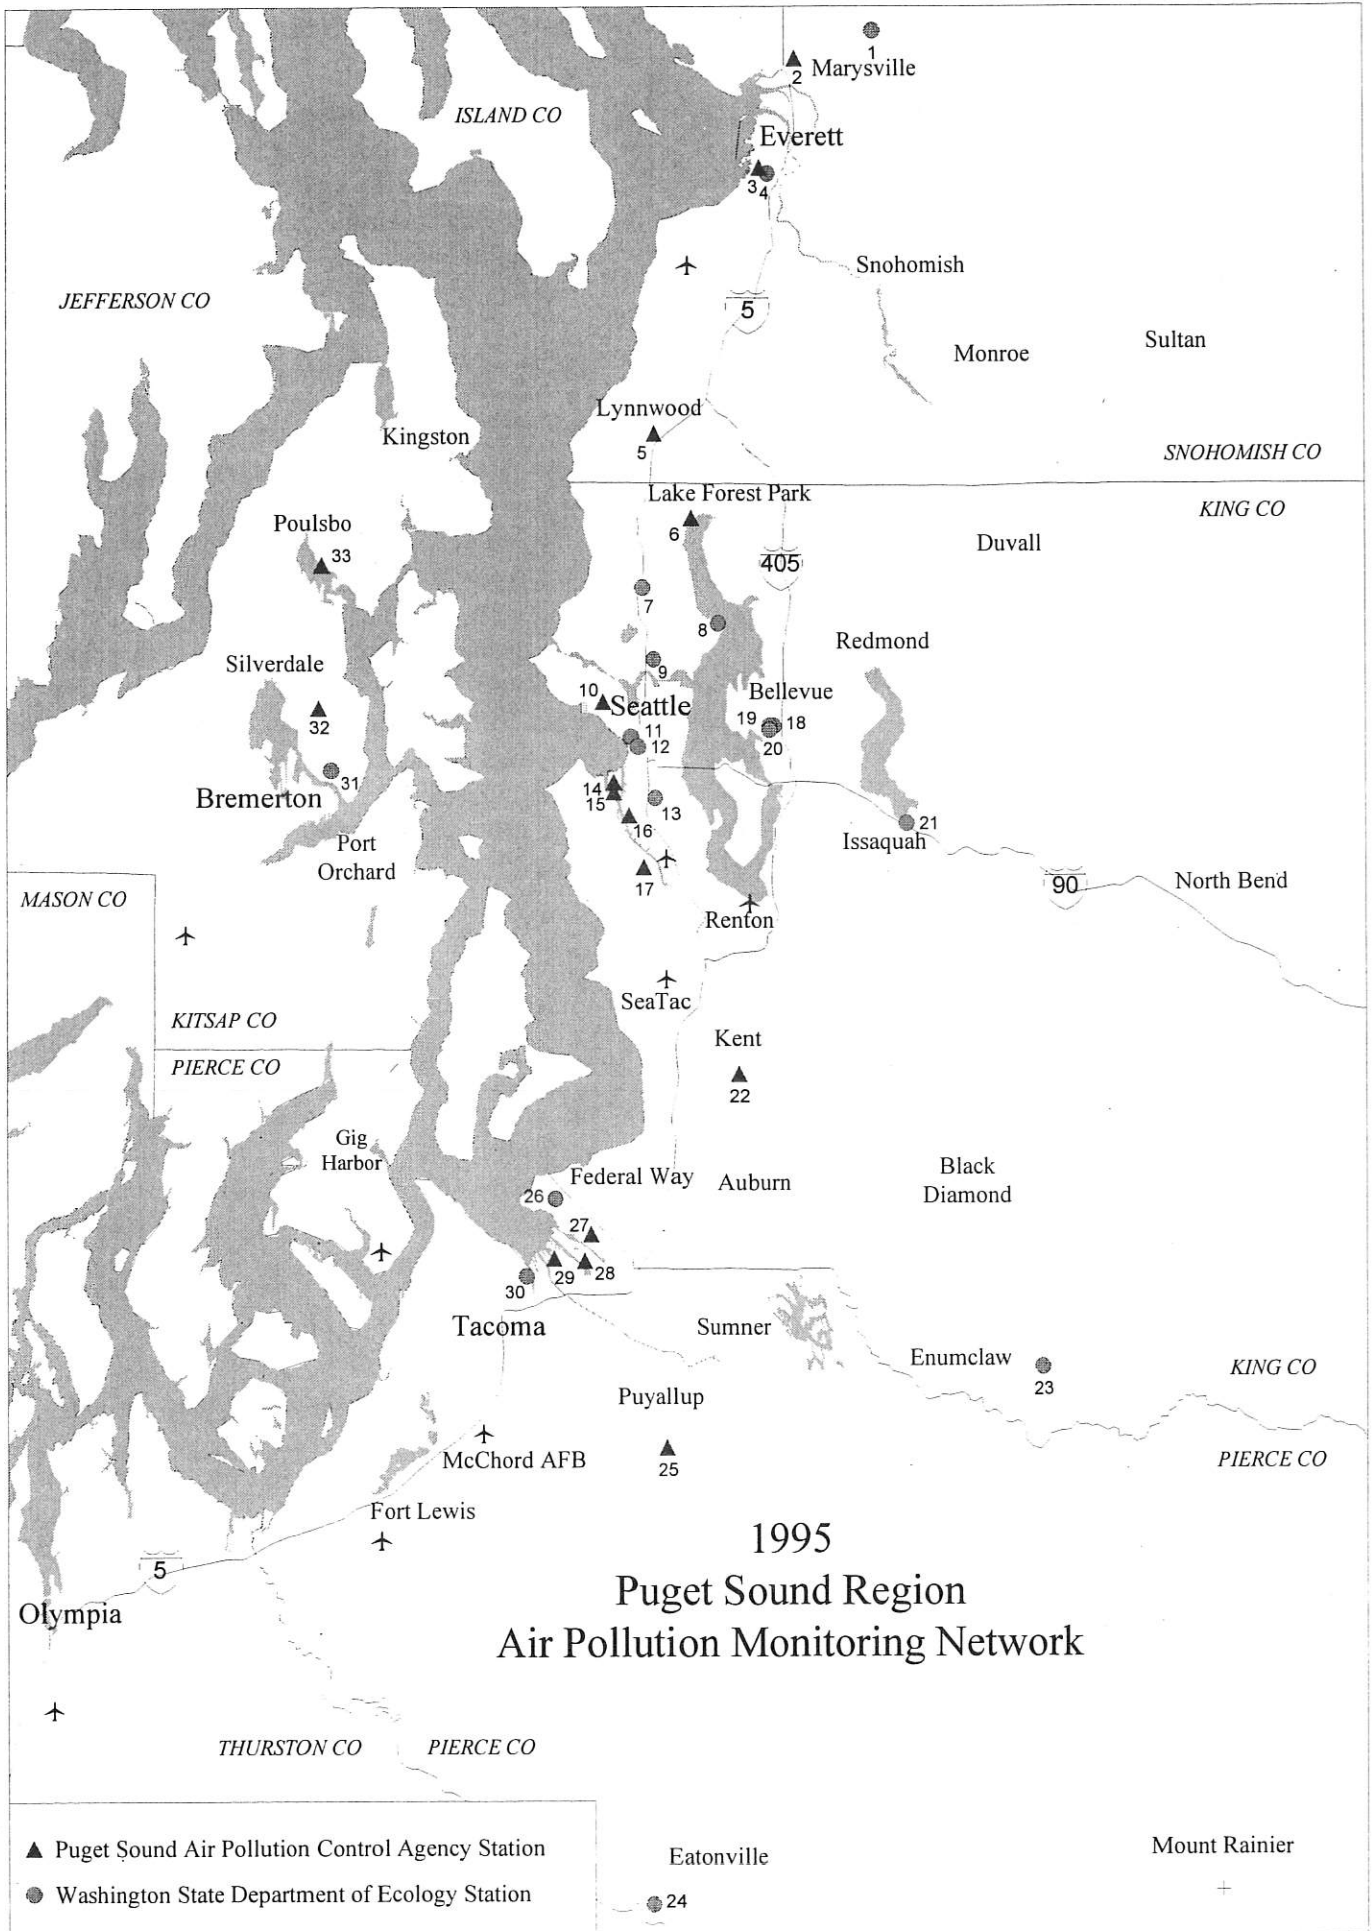 1
2
Marysville
ISLAND CO
Everett
3
4
Snohomish
JEFFERSON CO
5
Sultan
Monroe
Lynnwood
Kingston
5
SNOHOMISH CO
Lake Forest Park
KING CO
Poulsbo
6
Duvall
33
405
7
8
Redmond
Silverdale
9
10
Bellevue
Seattle
32
19
18
11
12
20
31
14
Bremerton
15
13
16
21
Port
Orchard
Issaquah
17
90
North Bend
MASON CO
Renton
SeaTac
KITSAP CO
Kent
PIERCE CO
22
Gig
Harbor
Black
Diamond
Federal Way
Auburn
26
27
28
29
30
Tacoma
Sumner
Enumclaw
KING CO
23
Puyallup
McChord AFB
25
PIERCE CO
Fort Lewis
1995
5
Puget Sound Region
Olympia
Air Pollution Monitoring Network
THURSTON CO
PIERCE CO
Puget Sound Air Pollution Control Agency Station
Eatonville
Mount Rainier
Washington State Department of Ecology Station
24